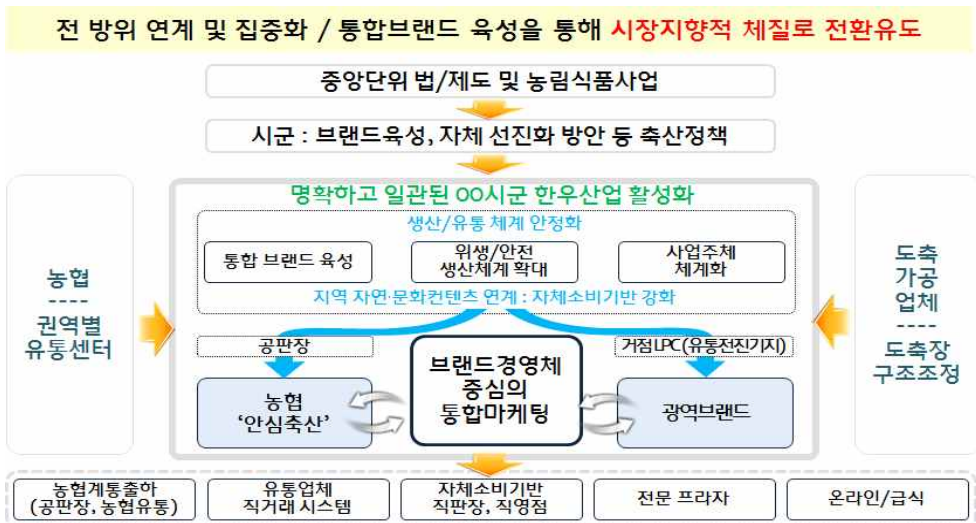 전 방위 연계 및 집중화 / 통합브랜드 육성을 통해 시장지향적 체질로 전환유도
중앙단위 법/제도 및 농림식품사업
시군 : 브랜드육성, 자체 선진화 방안 등 축산정책
농협
----
권역별
유통센터
명확하고 일관된 OO시군 한우산업 활성화
생산/유통 체계 안정화
통합 브랜드 육성
위생/안전
생산체계 확대
사업주체
체계화
지역 자연·문화컨텐츠 연계 : 자체소비기반 강화
공판장
거점LPC(유통전진기지)
농협
‘안심축산’
브랜드경영체
중심의
통합마케팅
광역브랜드
도축
가공
업체
----
도축장
구조조정
농협계통출하
(공판장, 농협유통)
유통업체
직거래 시스템
자체소비기반
직판장, 직영점
전문 프라자
온라인/급식